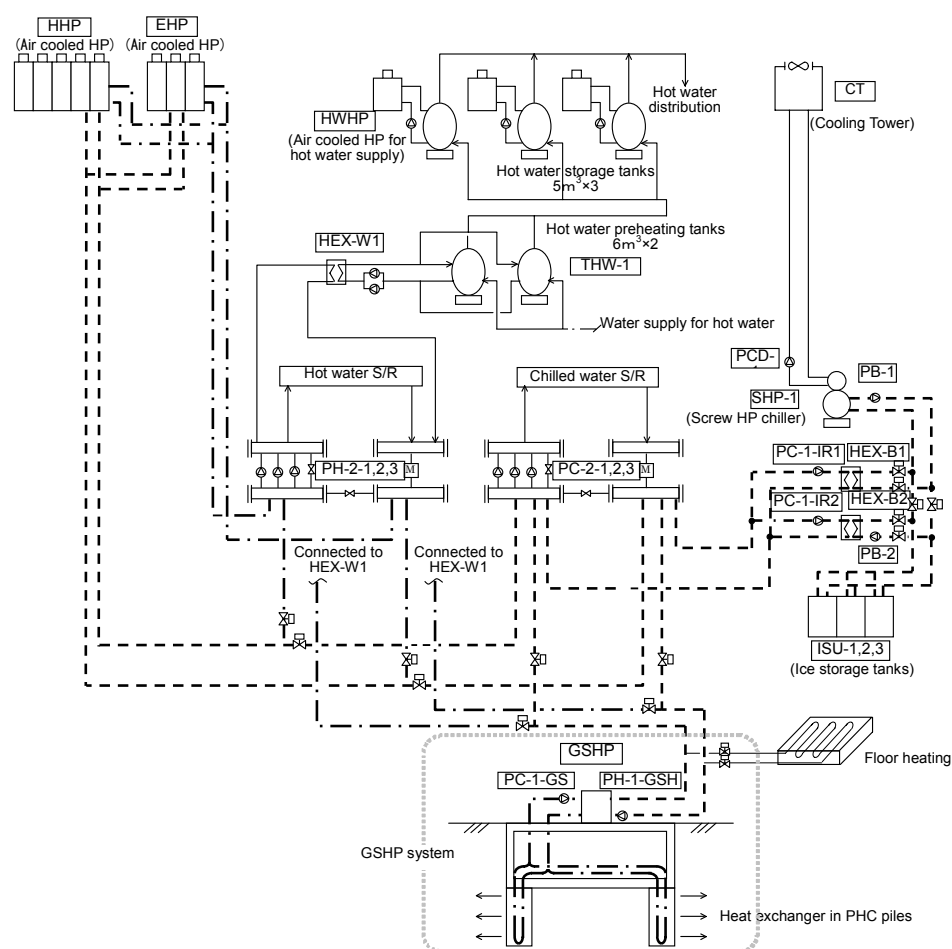 HHP
(Air cooled HP)
EHP
(Air cooled HP)
HWHP
(Air cooled HP for
hot water supply)
Hot water
distribution
CT
(Cooling Tower)
Hot water storage tanks
5m³×3
Hot water preheating tanks
6m³×2
HEX-W1
THW-1
Water supply for hot water
PCD-
PB-1
SHP-1
(Screw HP chiller)
Hot water S/R
Chilled water S/R
PH-2-1,2,3
M
PC-2-1,2,3
M
PC-1-IR1
HEX-B1
PC-1-IR2
HEX-B2
PB-2
Connected to
HEX-W1
Connected to
HEX-W1
ISU-1,2,3
(Ice storage tanks)
GSHP
PC-1-GS
PH-1-GSH
Floor heating
GSHP system
Heat exchanger in PHC piles